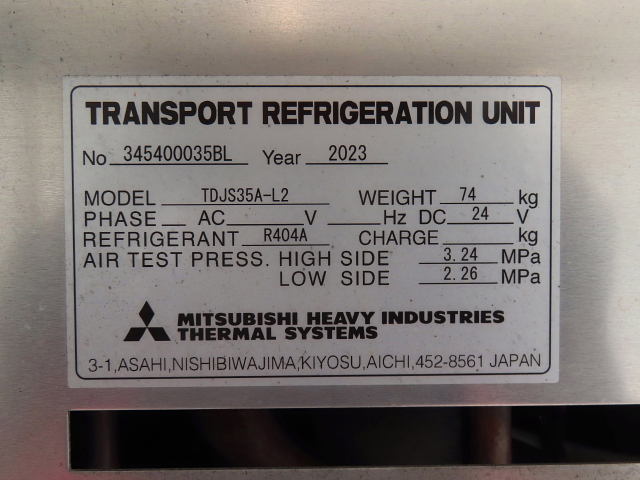 TRANSPORT REFRIGERATION UNIT
No 345400035BL Year 2023
MODEL TDJS35A-L2 WEIGHT 74 kg
PHASE AC V Hz DC 24 V
REFRIGERANT R404A CHARGE kg
AIR TEST PRESS. HIGH SIDE 3.24 MPa
LOW SIDE 2.26 MPa
MITSUBISHI HEAVY INDUSTRIES
THERMAL SYSTEMS
3-1,ASAHI,NISHIBIWAJIMA,KIYOSU,AICHI,452-8561 JAPAN